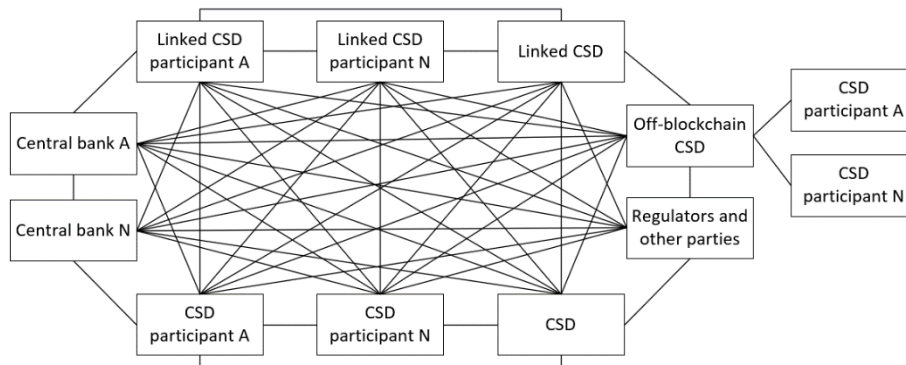 Linked CSD
participant A
Linked CSD
participant N
Linked CSD
CSD
participant A
Off-blockchain
CSD
Central bank A
CSD
participant N
Central bank N
Regulators and
other parties
CSD
participant A
CSD
participant N
CSD